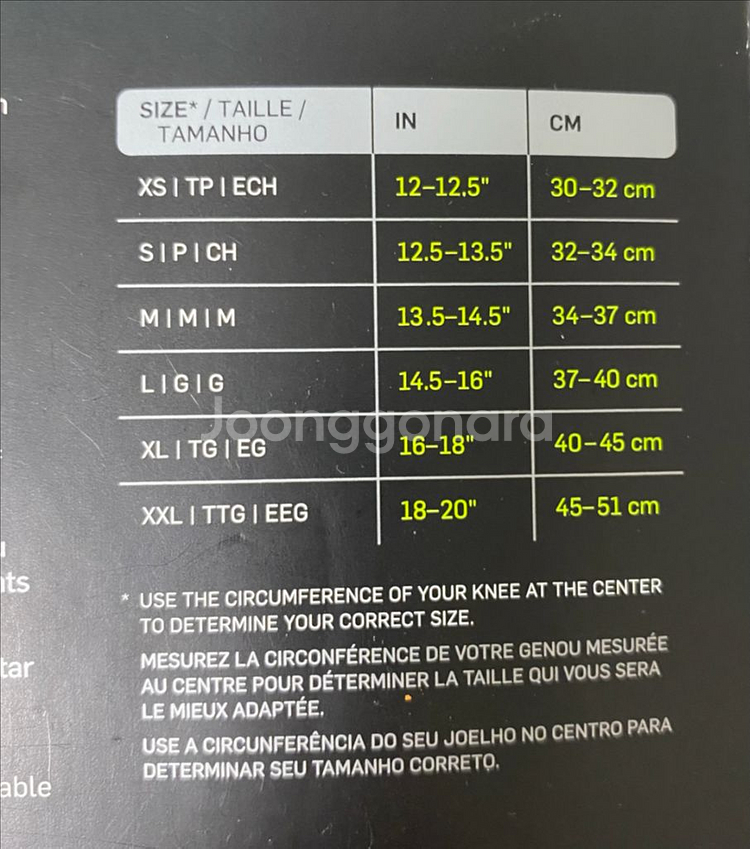 SIZE* / TAILLE /
TAMANHO
IN
CM
XS | TP | ECH
12–12.5"
30–32 cm
S | P | CH
12.5–13.5"
32–34 cm
M | M | M
13.5–14.5"
34–37 cm
L | G | G
14.5–16"
37–40 cm
Joonggonara
XL | TG | EG
16–18"
40–45 cm
XXL | TTG | EEG
18–20"
45–51 cm
* USE THE CIRCUMFERENCE OF YOUR KNEE AT THE CENTER
TO DETERMINE YOUR CORRECT SIZE.
MESUREZ LA CIRCONFÉRENCE DE VOTRE GENOU MESURÉE
AU CENTRE POUR DÉTERMINER LA TAILLE QUI VOUS SERA
LE MIEUX ADAPTÉE.
USE A CIRCUNFERÊNCIA DO SEU JOELHO NO CENTRO PARA
DETERMINAR SEU TAMANHO CORRETO.